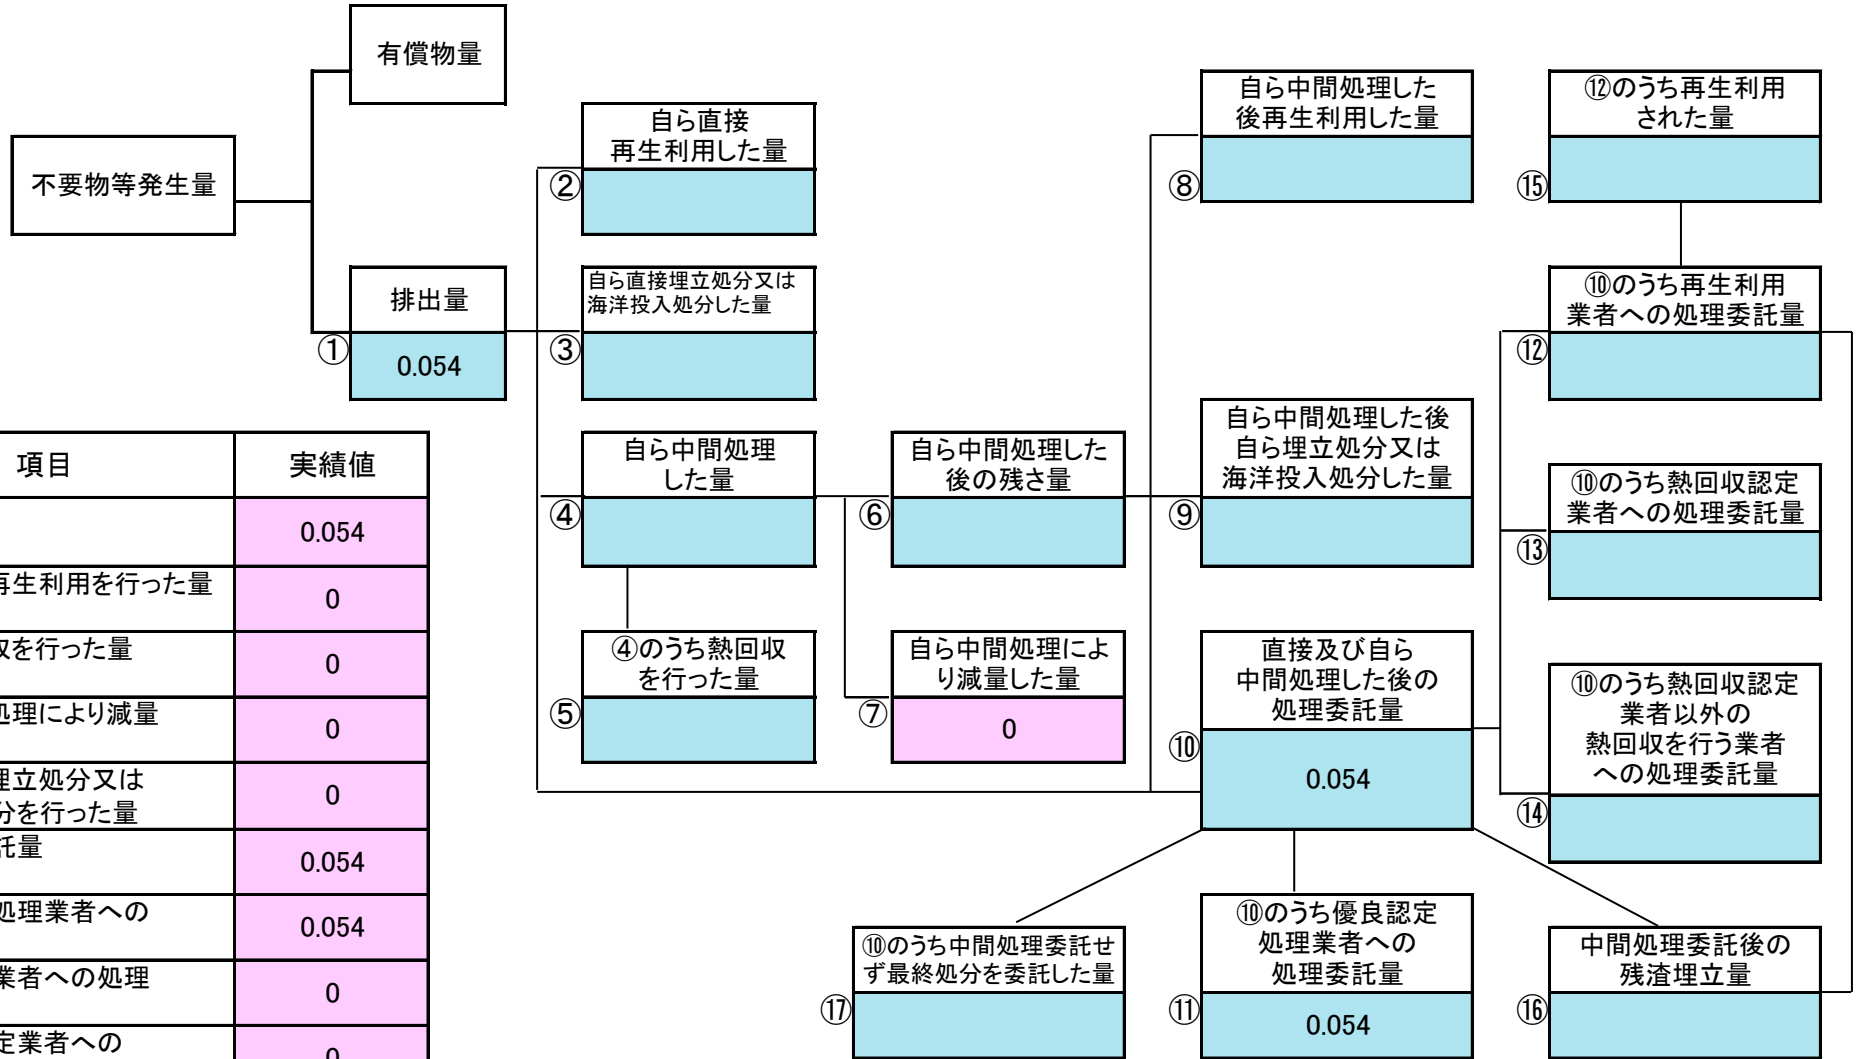 有償物量
不要物等発生量
排出量
①
0.054
自ら直接
再生利用した量
②
自ら直接埋立処分又は
海洋投入処分した量
③
自ら中間処理
した量
④
④のうち熱回収
を行った量
⑤
自ら中間処理した
後の残さ量
⑥
自ら中間処理によ
り減量した量
⑦
0
自ら中間処理した
後再生利用した量
⑧
自ら中間処理した後
自ら埋立処分又は
海洋投入処分した量
⑨
直接及び自ら
中間処理した後の
処理委託量
⑩
0.054
⑫のうち再生利用
された量
⑮
⑩のうち再生利用
業者への処理委託量
⑫
⑩のうち熱回収認定
業者への処理委託量
⑬
⑩のうち熱回収認定
業者以外の
熱回収を行う業者
への処理委託量
⑭
⑩のうち中間処理委託せ
ず最終処分を委託した量
⑰
⑩のうち優良認定
処理業者への
処理委託量
⑪
0.054
中間処理委託後の
残渣埋立量
⑯
項目 実績値
0.054
再生利用を行った量
0
を行った量
0
処理により減量
0
埋立処分又は
分を行った量
0
託量
0.054
処理業者への
0.054
業者への処理
0
定業者への
0